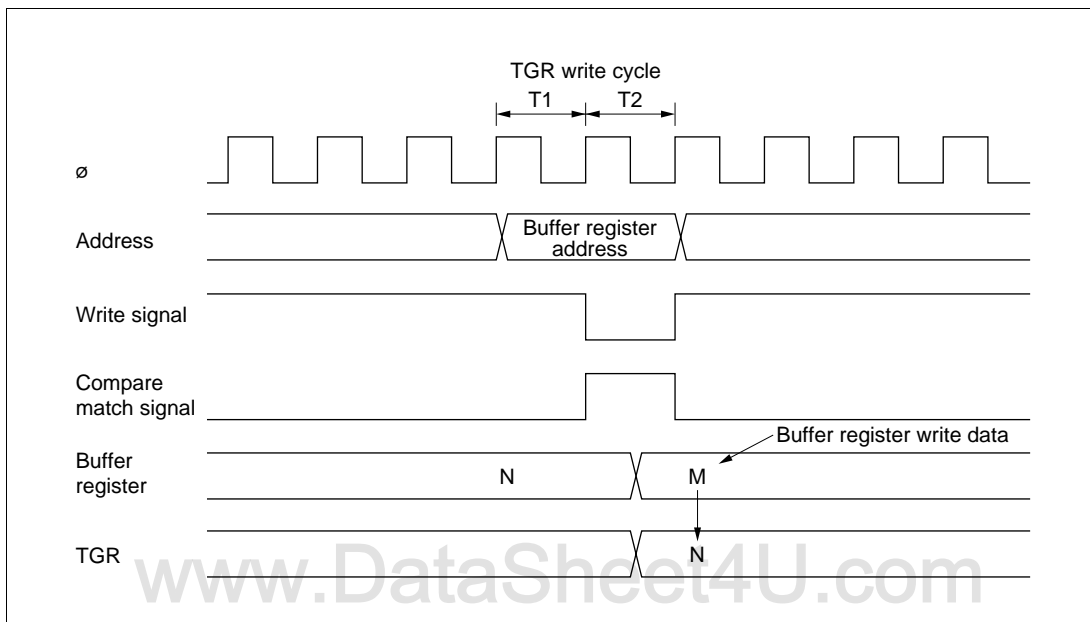 TGR write cycle
T1 T2
ø
Address
Buffer register
address
Write signal
Compare
match signal
Buffer register write data
Buffer
register
N M
TGR
N
www.DataSheet4U.com